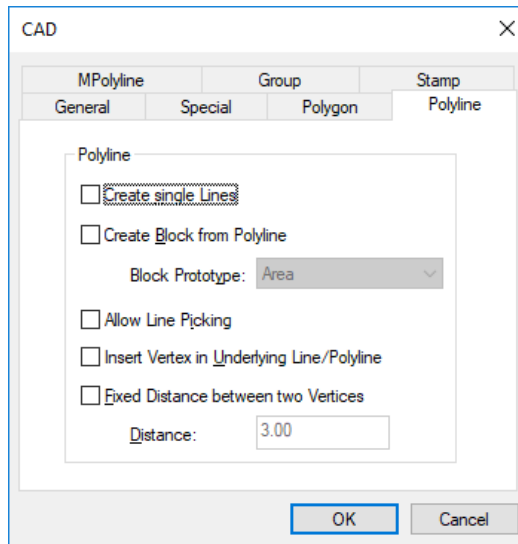 CAD
MPolyline Group Stamp
General Special Polygon Polyline
Polyline
Create single Lines
Create Block from Polyline
Block Prototype: Area
Allow Line Picking
Insert Vertex in Underlying Line/Polyline
Fixed Distance between two Vertices
Distance: 3.00
OK Cancel